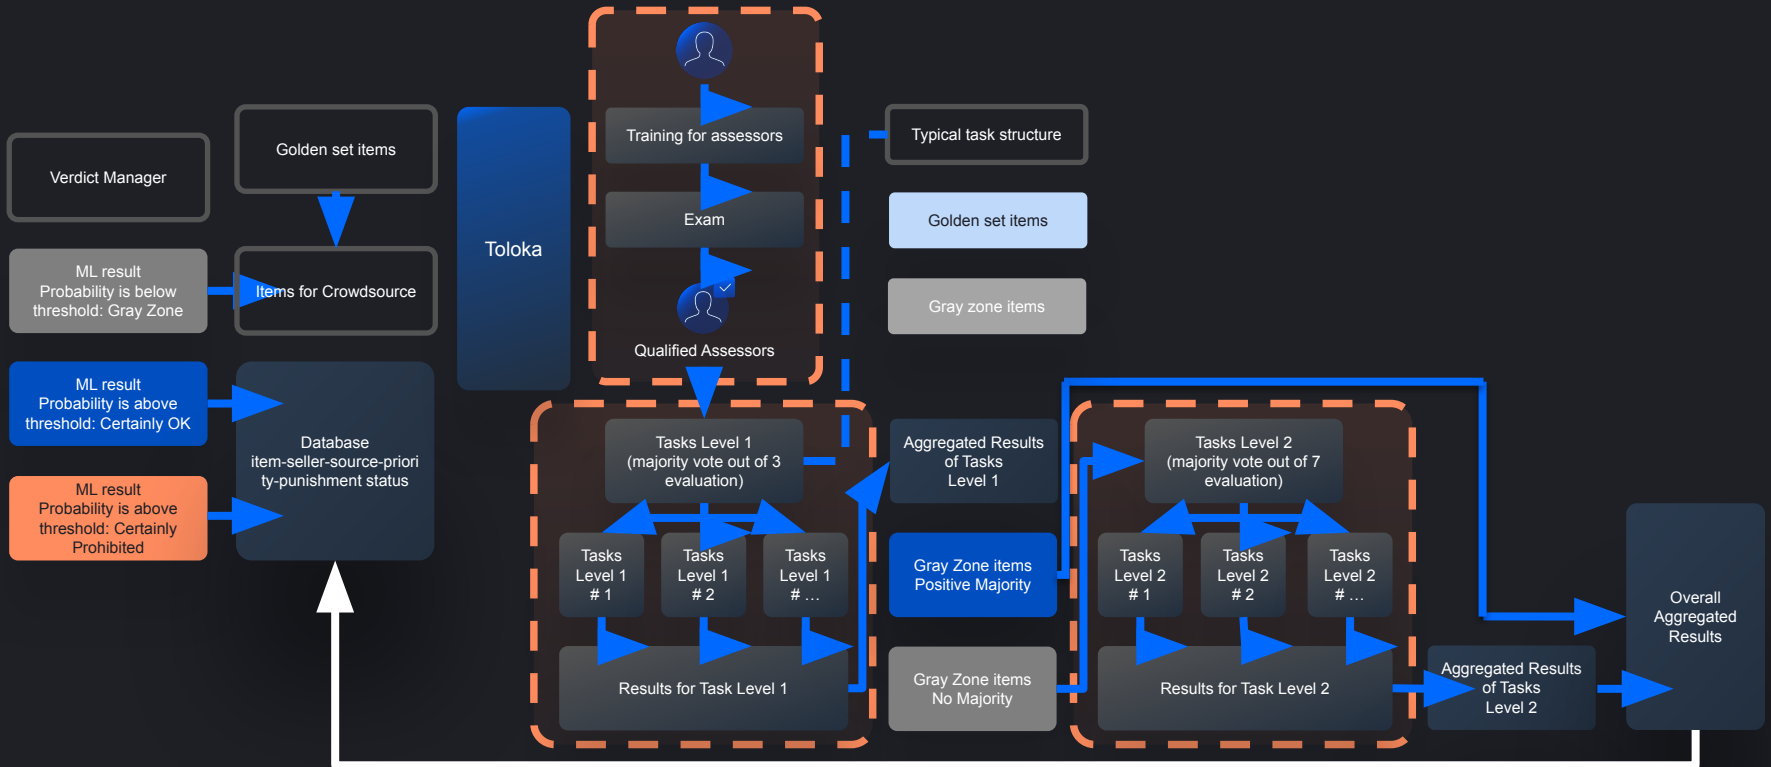 Verdict Manager
ML result
Probability is below
threshold: Gray Zone
ML result
Probability is above
threshold: Certainly OK
ML result
Probability is above
threshold: Certainly
Prohibited
Golden set items
Items for Crowdsource
Database
item-seller-source-priori
ty-punishment status
Toloka
Training for assessors
Exam
Qualified Assessors
Typical task structure
Golden set items
Gray zone items
Tasks Level 1
(majority vote out of 3
evaluation)
Tasks
Level 1
# 1
Tasks
Level 1
# 2
Tasks
Level 1
# …
Results for Task Level 1
Aggregated Results
of Tasks
Level 1
Gray Zone items
Positive Majority
Gray Zone items
No Majority
Tasks Level 2
(majority vote out of 7
evaluation)
Tasks
Level 2
# 1
Tasks
Level 2
# 2
Tasks
Level 2
# …
Results for Task Level 2
Aggregated Results
of Tasks
Level 2
Overall
Aggregated
Results